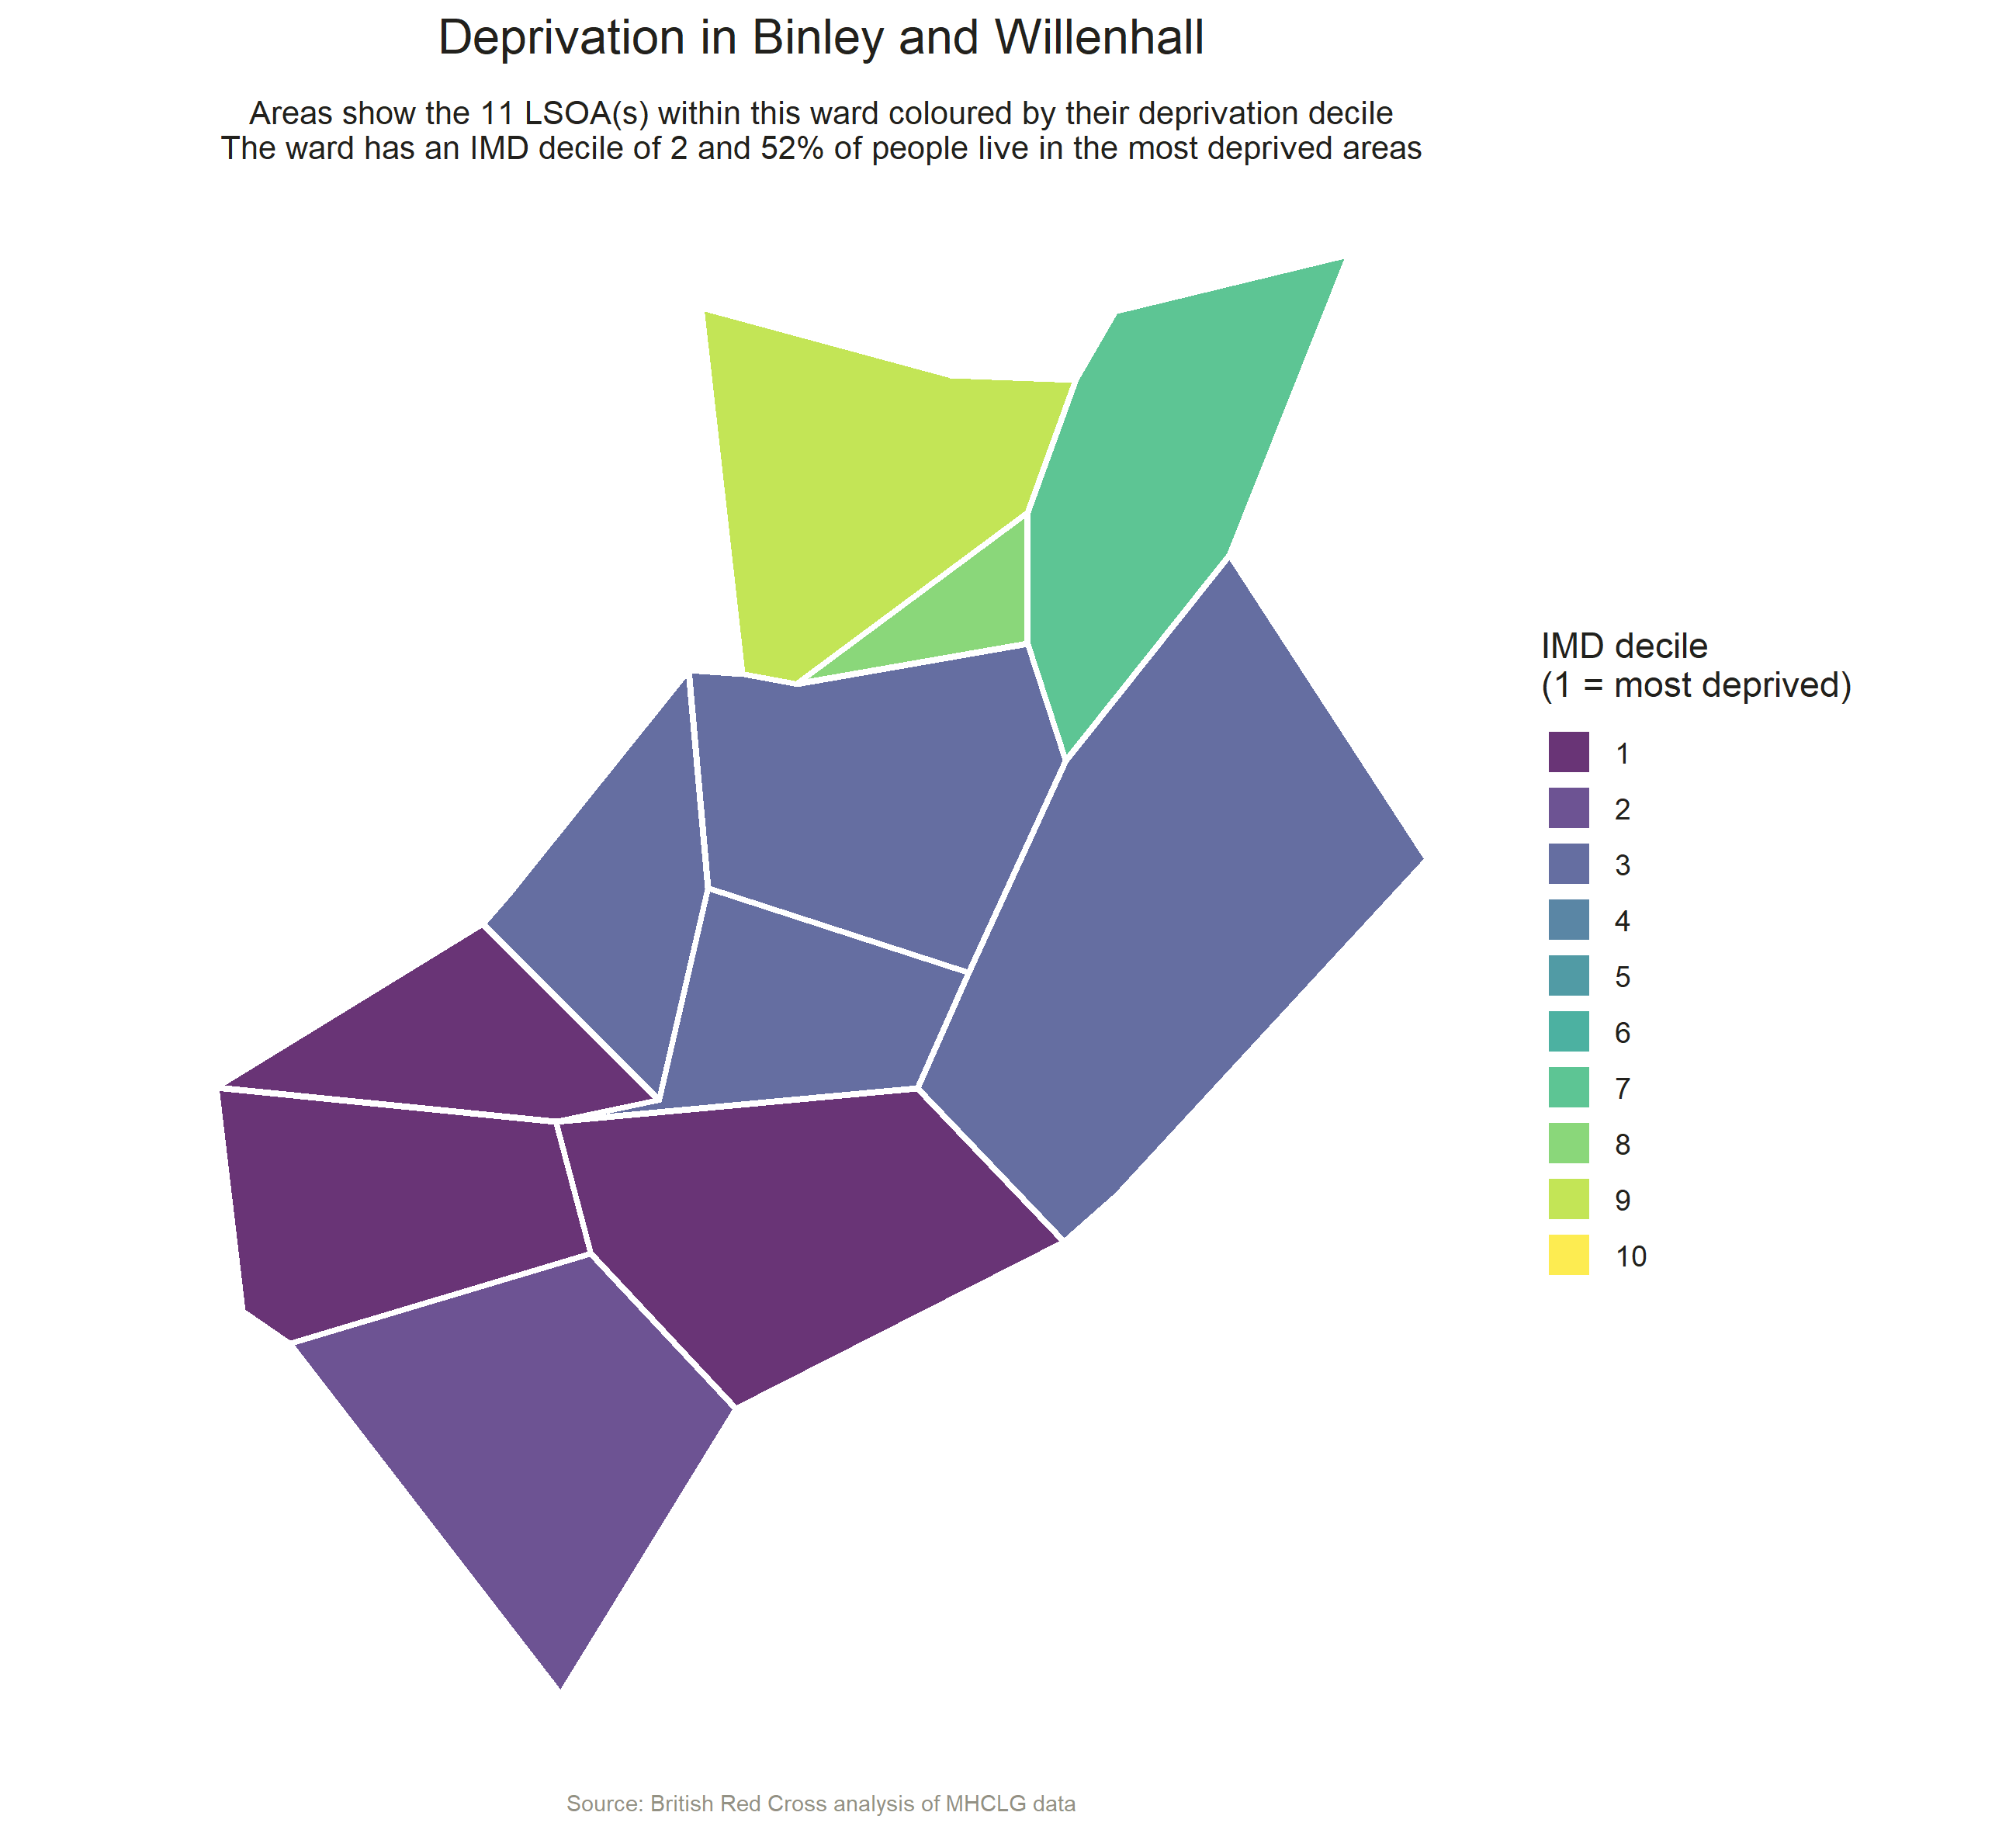 Deprivation in Binley and Willenhall
Areas show the 11 LSOA(s) within this ward coloured by their deprivation decile
The ward has an IMD decile of 2 and 52% of people live in the most deprived areas
IMD decile
(1 = most deprived)
1
2
3
4
5
6
7
8
9
10
Source: British Red Cross analysis of MHCLG data